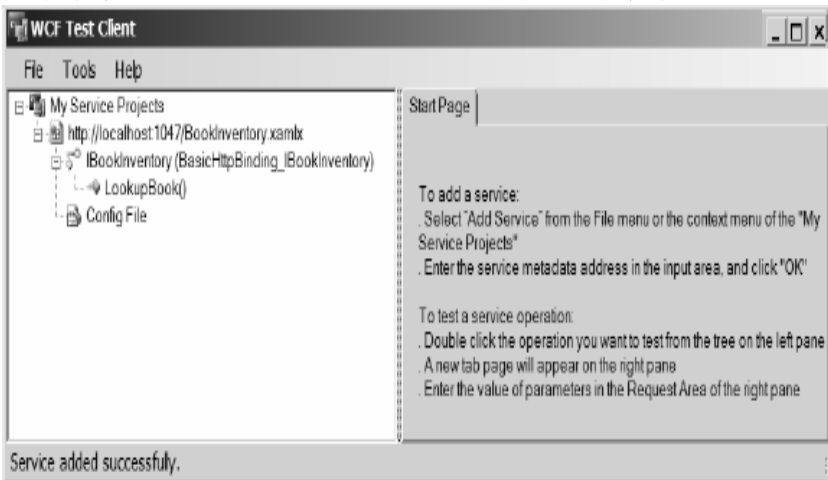 WCF Test Client
File Tools Help
My Service Projects
http://localhost:1047/BookInventory.xamlx
IBookInventory (BasicHttpBinding_IBookInventory)
LookupBook()
Config File
Start Page
To add a service:
. Select "Add Service" from the File menu or the context menu of the "My
Service Projects"
. Enter the service metadata address in the input area, and click "OK"
To test a service operation:
. Double click the operation you want to test from the tree on the left pane
. A new tab page will appear on the right pane
. Enter the value of parameters in the Request Area of the right pane
Service added successfuly.